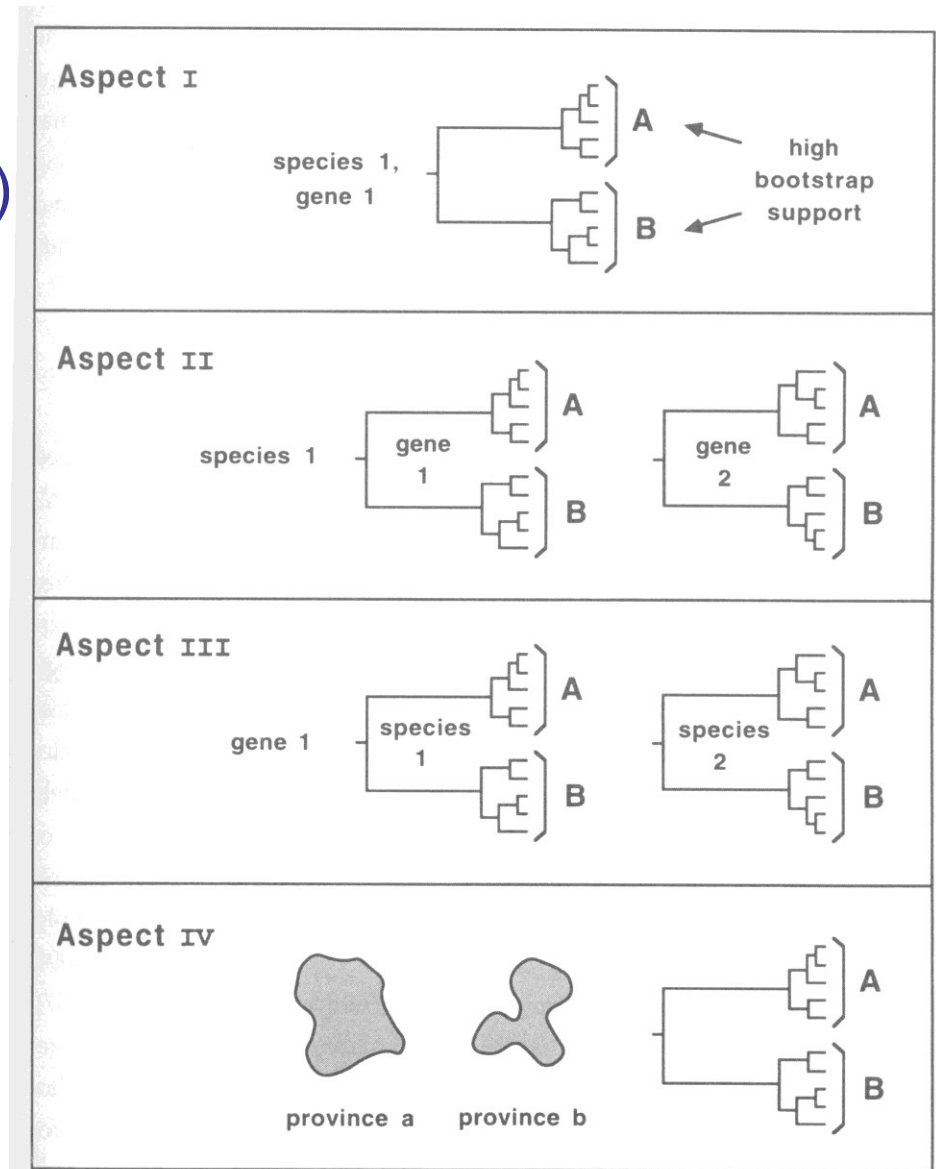 Aspect I
species 1,
gene 1
A
B
high
bootstrap
support
Aspect II
species 1
gene
1
A
B
gene
2
A
B
Aspect III
gene 1
species
1
A
B
species
2
A
B
Aspect IV
province a
province b
A
B